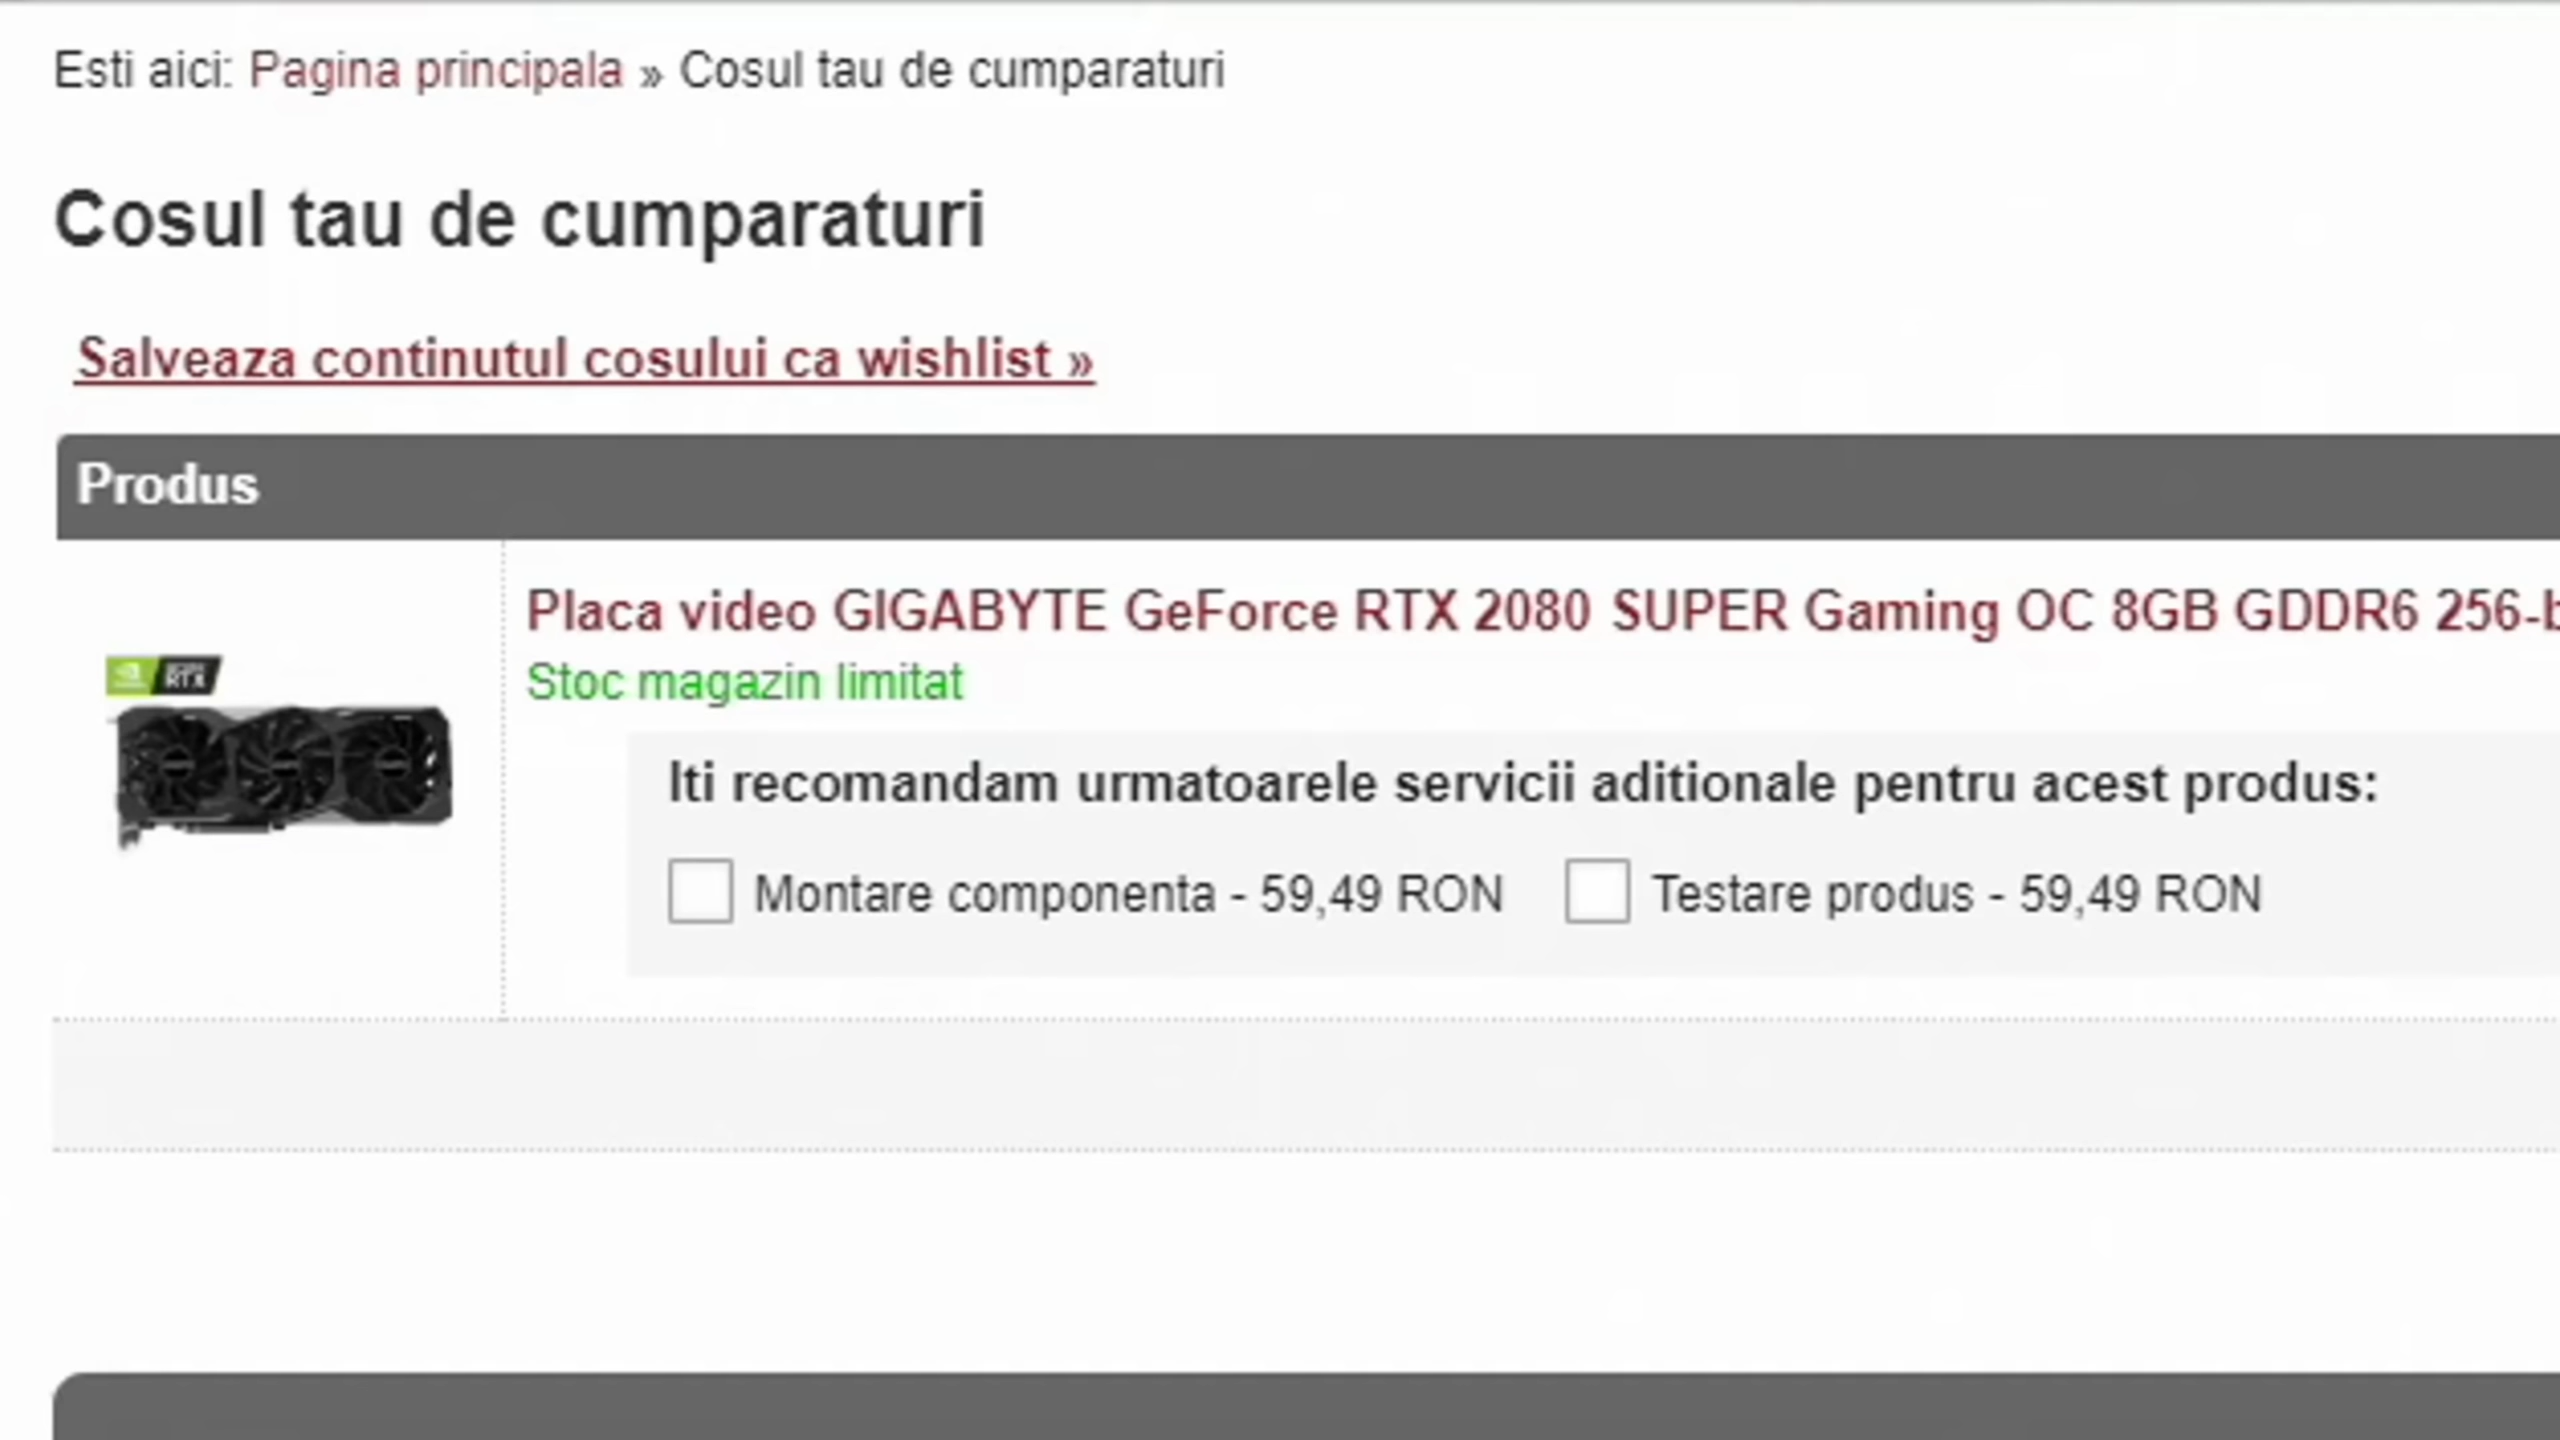 Esti aici: Pagina principala » Cosul tau de cumparaturi
Cosul tau de cumparaturi
Salveaza continutul cosului ca wishlist »
Produs
Placa video GIGABYTE GeForce RTX 2080 SUPER Gaming OC 8GB GDDR6 256-b
Stoc magazin limitat
RTX
Iti recomandam urmatoarele servicii aditionale pentru acest produs:
Montare componenta - 59,49 RON
Testare produs - 59,49 RON